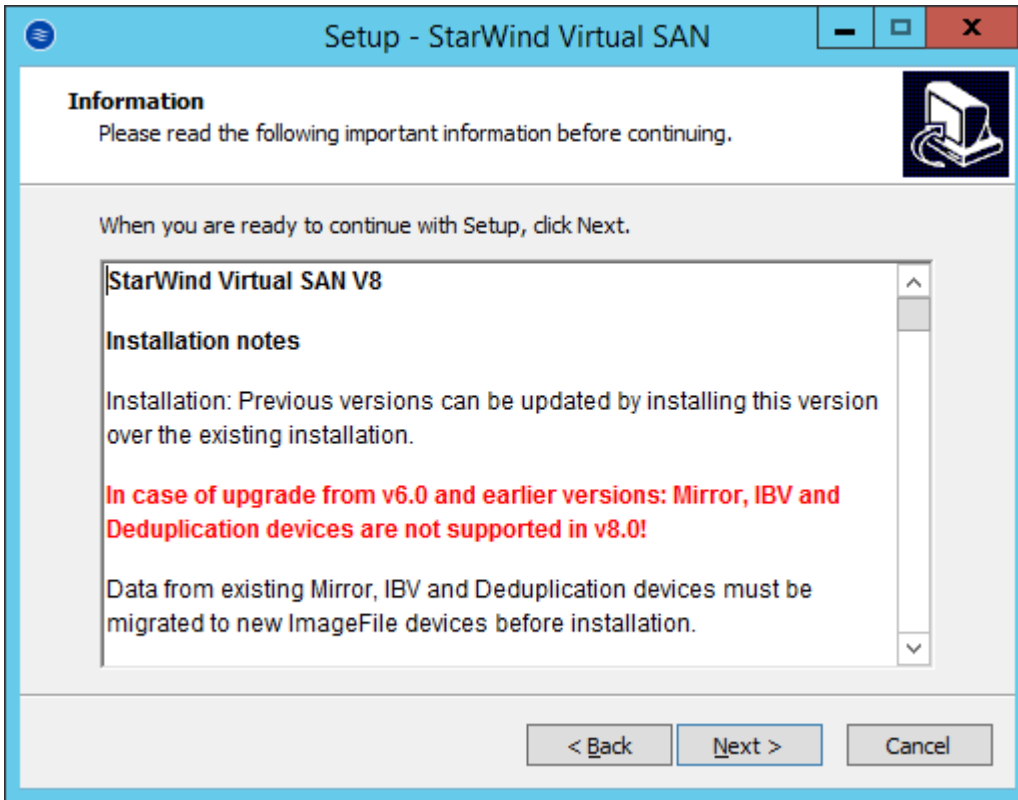 Setup - StarWind Virtual SAN
Information
Please read the following important information before continuing.
When you are ready to continue with Setup, click Next.
StarWind Virtual SAN V8
Installation notes
Installation: Previous versions can be updated by installing this version
over the existing installation.
In case of upgrade from v6.0 and earlier versions: Mirror, IBV and
Deduplication devices are not supported in v8.0!
Data from existing Mirror, IBV and Deduplication devices must be
migrated to new ImageFile devices before installation.
< Back
Next >
Cancel